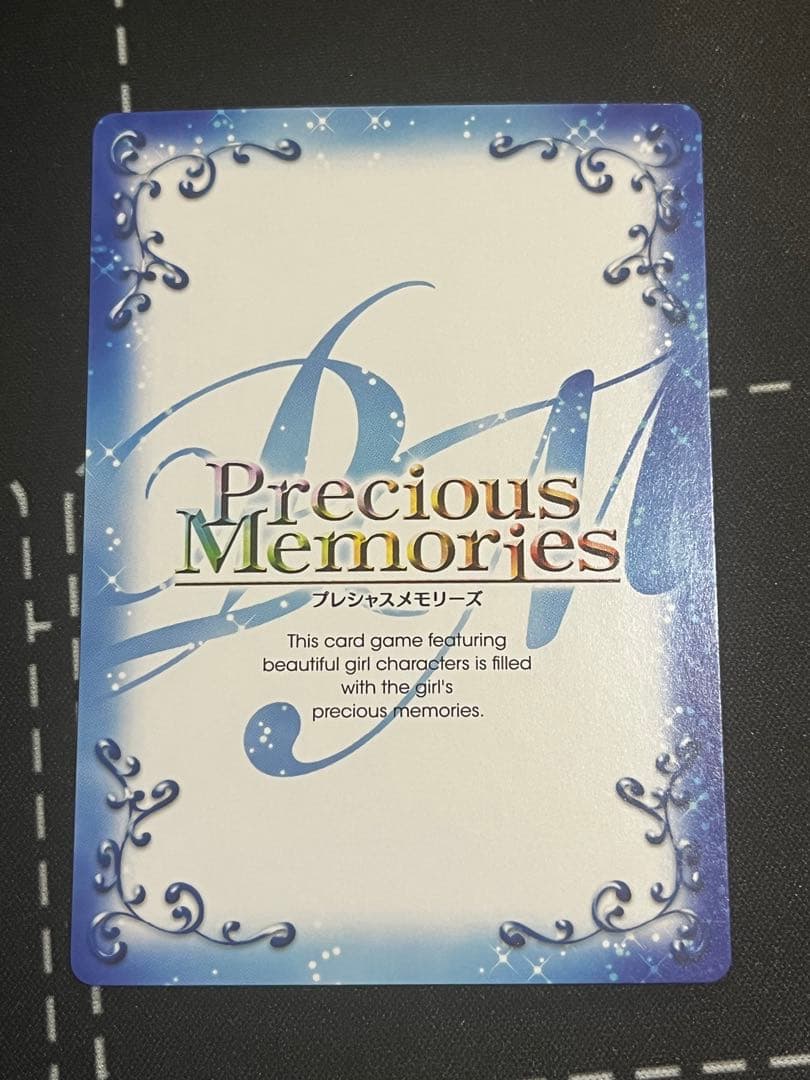 Precious
Memories
プレシャスメモリーズ
This card game featuring
beautiful girl characters is filled
with the girl's
precious memories.